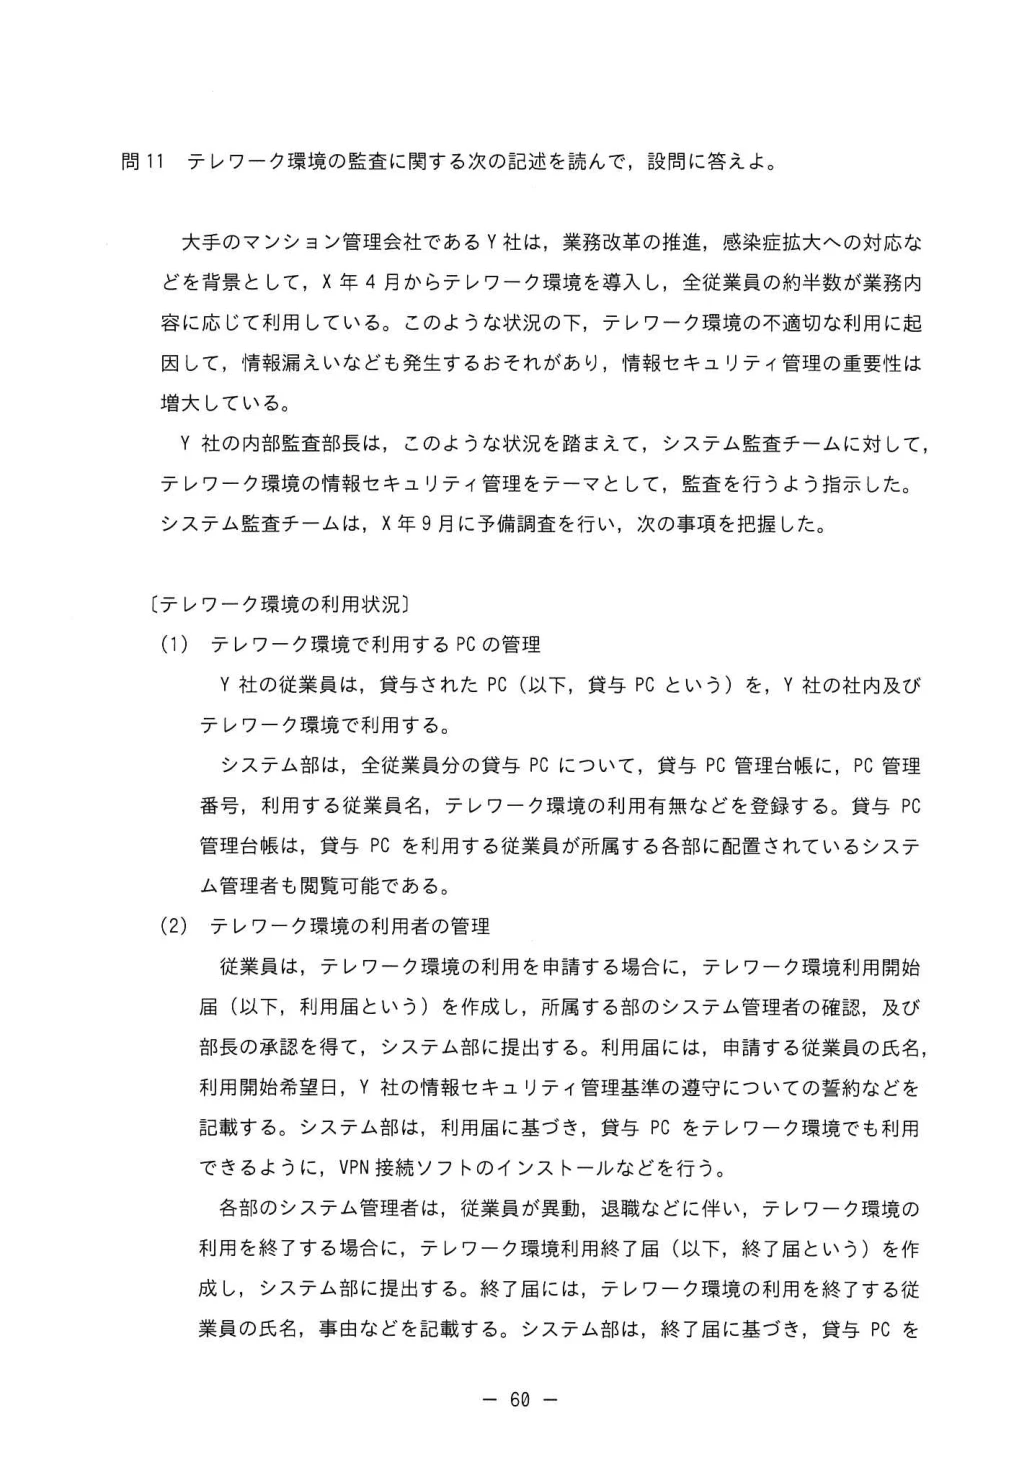 問11 テレワーク環境の監査に関する次の記述を読んで，設問に答えよ。
大手のマンション管理会社であるY社は，業務改革の推進，感染症拡大への対応な
どを背景として，X年4月からテレワーク環境を導入し，全従業員の約半数が業務内
容に応じて利用している。このような状況の下，テレワーク環境の不適切な利用に起
因して，情報漏えいなども発生するおそれがあり，情報セキュリティ管理の重要性は
増大している。
Y社の内部監査部長は，このような状況を踏まえて，システム監査チームに対して，
テレワーク環境の情報セキュリティ管理をテーマとして，監査を行うよう指示した。
システム監査チームは，X年9月に予備調査を行い，次の事項を把握した。
〔テレワーク環境の利用状況〕
(1) テレワーク環境で利用するPCの管理
Y社の従業員は，貸与されたPC（以下，貸与PCという）を，Y社の社内及び
テレワーク環境で利用する。
システム部は，全従業員分の貸与PCについて，貸与PC管理台帳に，PC管理
番号，利用する従業員名，テレワーク環境の利用有無などを登録する。貸与PC
管理台帳は，貸与PCを利用する従業員が所属する各部に配置されているシステ
ム管理者も閲覧可能である。
(2) テレワーク環境の利用者の管理
従業員は，テレワーク環境の利用を申請する場合に，テレワーク環境利用開始
届（以下，利用届という）を作成し，所属する部のシステム管理者の確認，及び
部長の承認を得て，システム部に提出する。利用届には，申請する従業員の氏名，
利用開始希望日，Y社の情報セキュリティ管理基準の遵守についての誓約などを
記載する。システム部は，利用届に基づき，貸与PCをテレワーク環境でも利用
できるように，VPN接続ソフトのインストールなどを行う。
各部のシステム管理者は，従業員が異動，退職などに伴い，テレワーク環境の
利用を終了する場合に，テレワーク環境利用終了届（以下，終了届という）を作
成し，システム部に提出する。終了届には，テレワーク環境の利用を終了する従
業員の氏名，事由などを記載する。システム部は，終了届に基づき，貸与PCを
－ 60 －